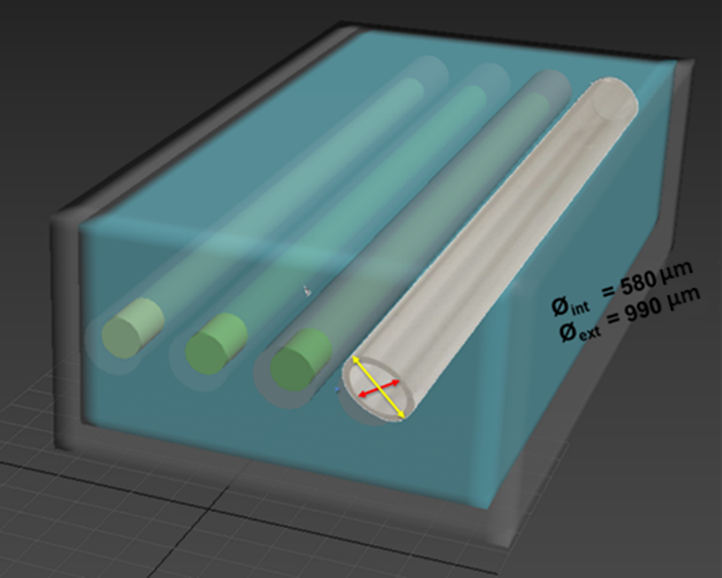 Øint = 580 µm
Øext = 990 µm